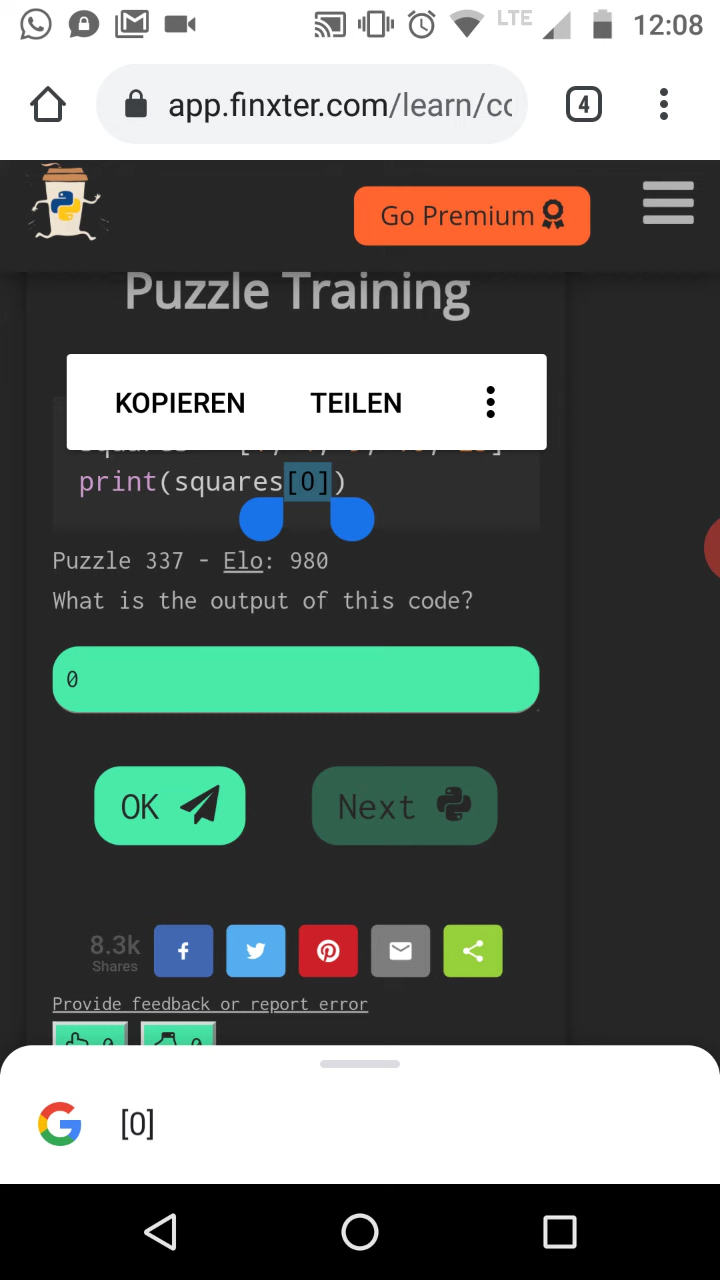 LTE 12:08
app.finxter.com/learn/cc
4
Go Premium
Puzzle Training
KOPIEREN TEILEN
print(squares[0])
Puzzle 337 - Elo: 980
What is the output of this code?
0
OK Next
8.3k
Shares
Provide feedback or report error
0 0
[0]